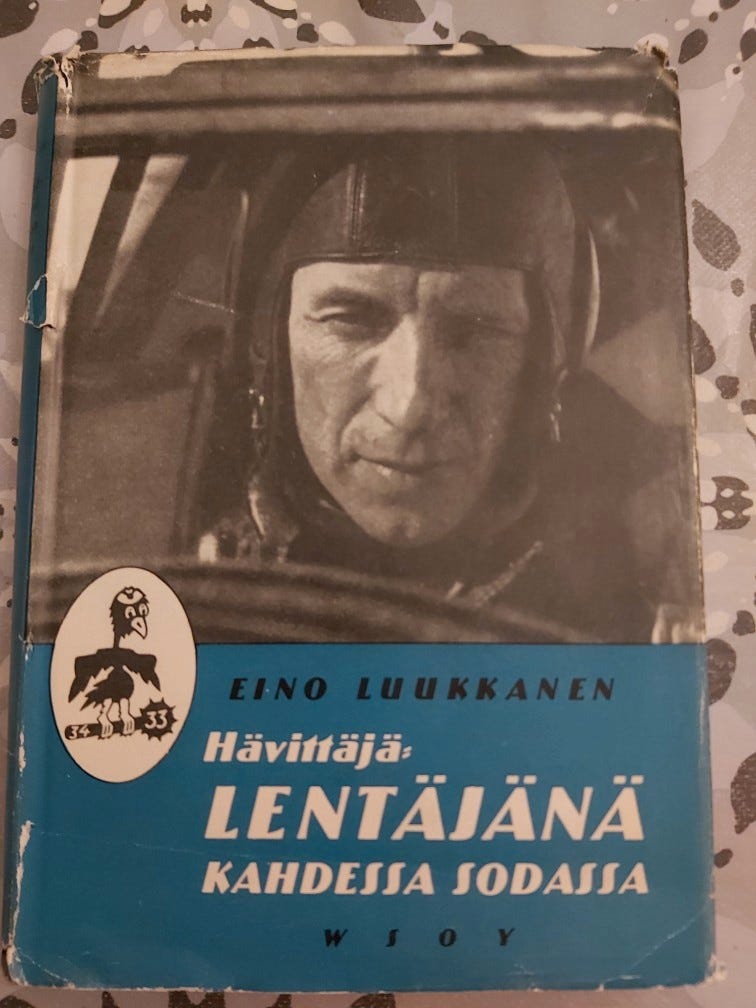 34 33
EINO LUUKKANEN
Hävittäjä:
LENTÄJÄNÄ
KAHDESSA SODASSA
WSOY